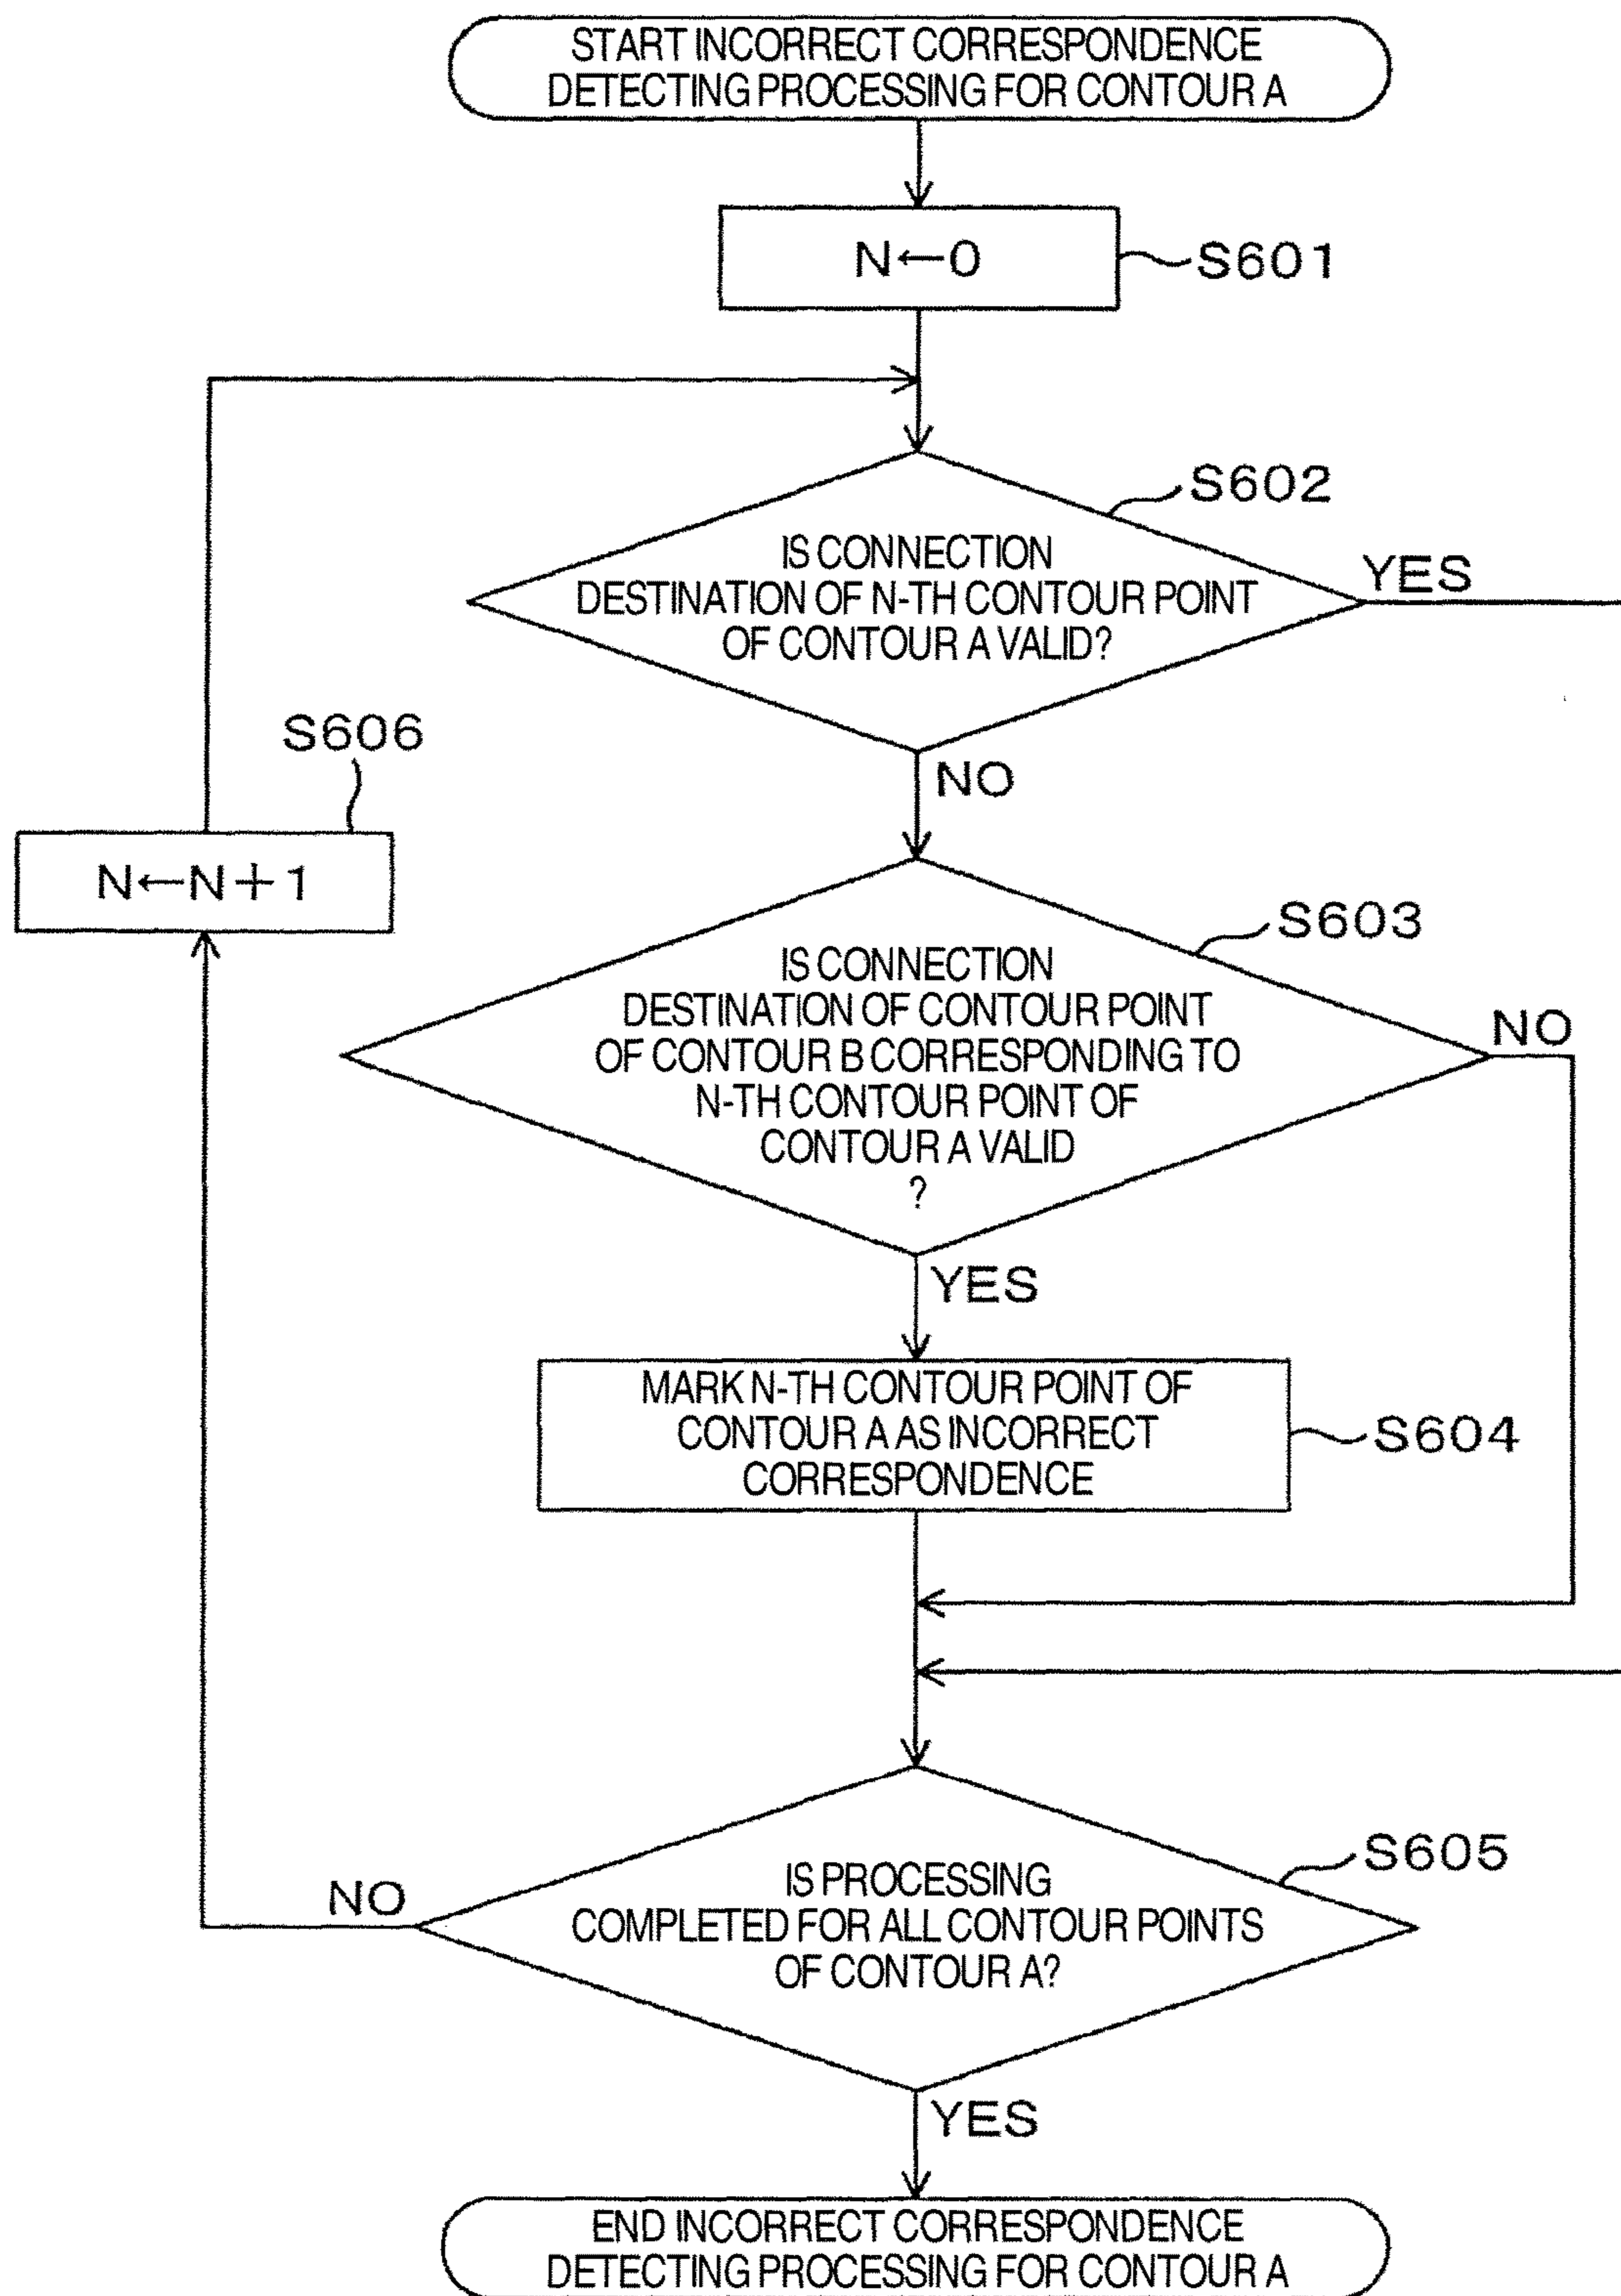 START INCORRECT CORRESPONDENCE
DETECTING PROCESSING FOR CONTOUR A
N←0
S601
S602
IS CONNECTION
DESTINATION OF N-TH CONTOUR POINT
OF CONTOUR A VALID?
YES
NO
S606
N←N+1
S603
IS CONNECTION
DESTINATION OF CONTOUR POINT
OF CONTOUR B CORRESPONDING TO
N-TH CONTOUR POINT OF
CONTOUR A VALID
?
NO
YES
MARK N-TH CONTOUR POINT OF
CONTOUR A AS INCORRECT
CORRESPONDENCE
S604
S605
IS PROCESSING
COMPLETED FOR ALL CONTOUR POINTS
OF CONTOUR A?
NO
YES
END INCORRECT CORRESPONDENCE
DETECTING PROCESSING FOR CONTOUR A